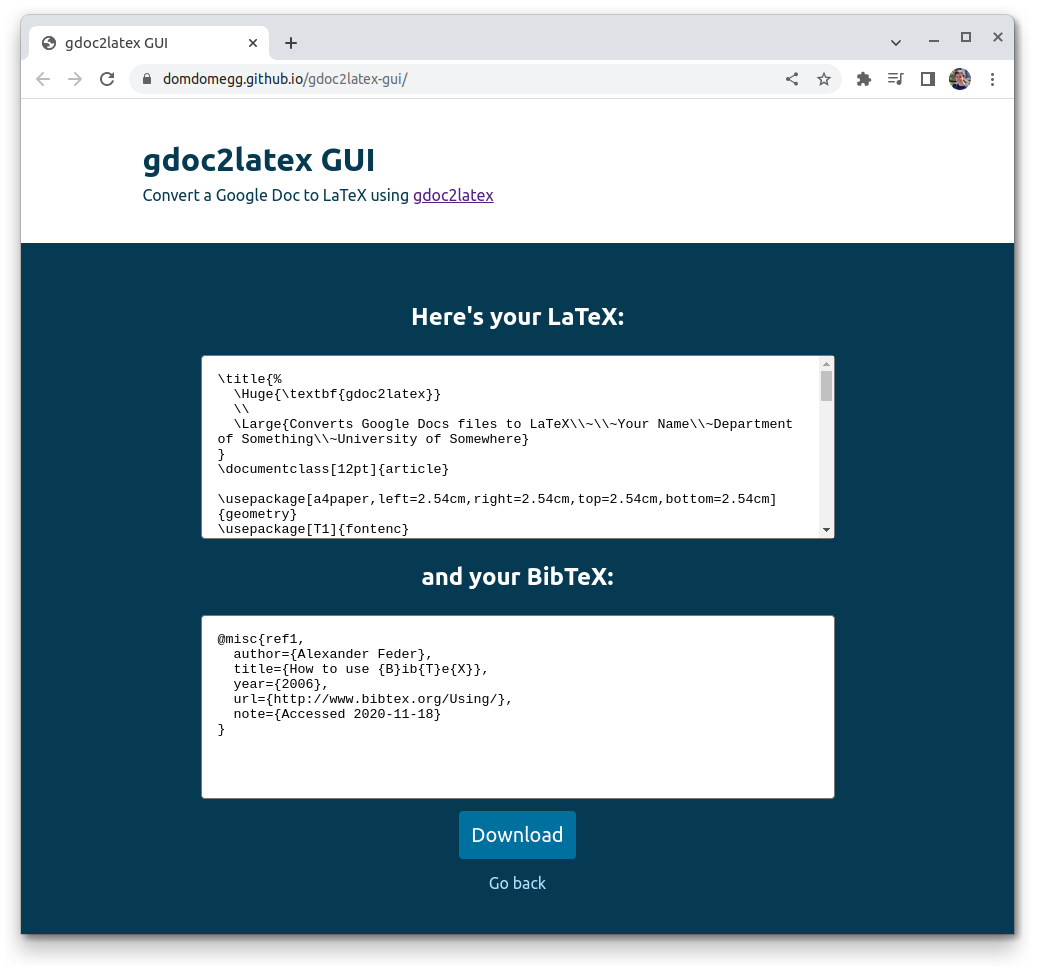 gdoc2latex GUI
domdomegg.github.io/gdoc2latex-gui/
gdoc2latex GUI
Convert a Google Doc to LaTeX using gdoc2latex
Here's your LaTeX:
\title{%
  \Huge{\textbf{gdoc2latex}}
  \\
  \Large{Converts Google Docs files to LaTeX\\~\\~Your Name\\~Department
of Something\\~University of Somewhere}
}
\documentclass[12pt]{article}
\usepackage[a4paper,left=2.54cm,right=2.54cm,top=2.54cm,bottom=2.54cm]
{geometry}
\usepackage[T1]{fontenc}
and your BibTeX:
@misc{ref1,
  author={Alexander Feder},
  title={How to use {B}ib{T}e{X}},
  year={2006},
  url={http://www.bibtex.org/Using/},
  note={Accessed 2020-11-18}
}
Download
Go back